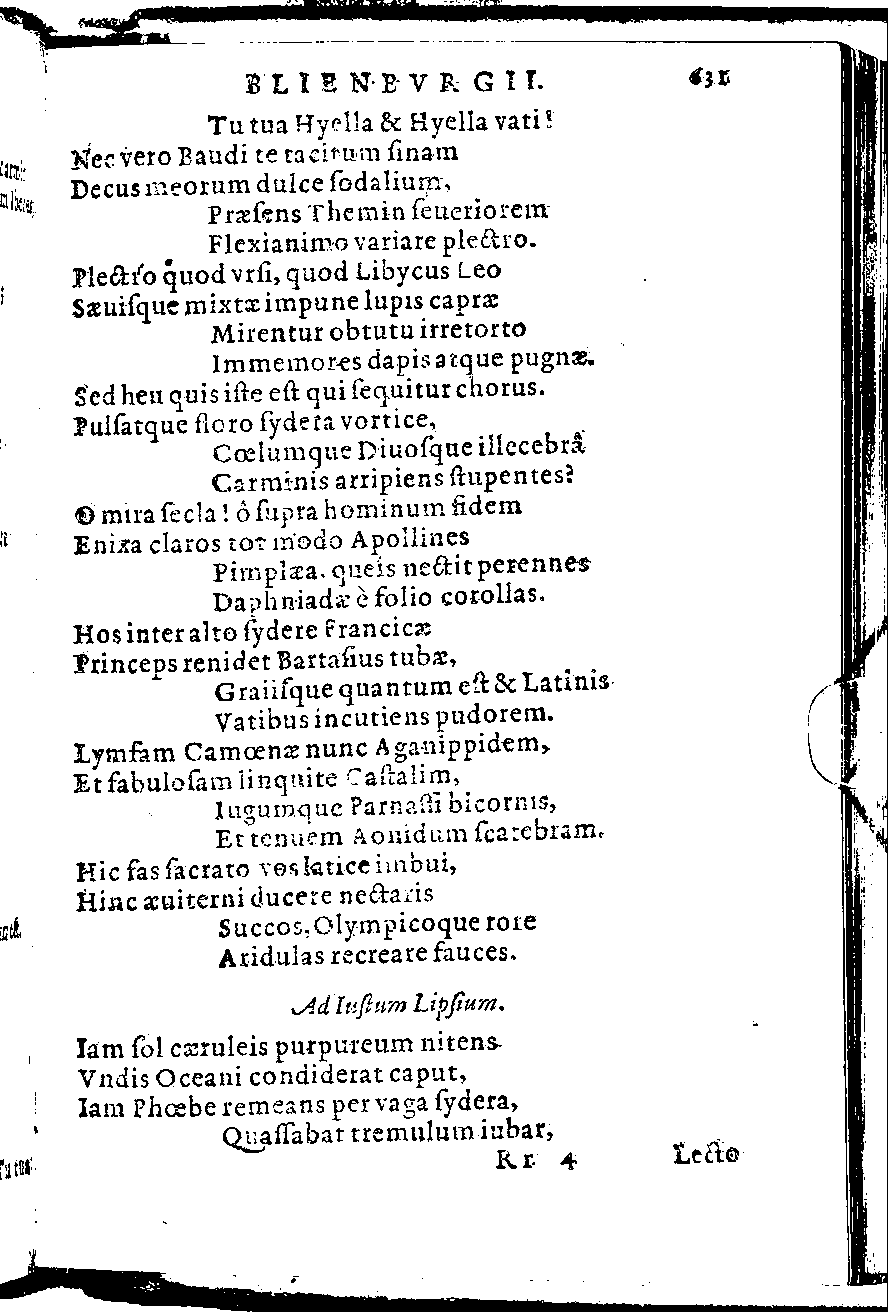 BLIENBVRGII. 631
Tu tua Hyella & Hyella vati!
Nec vero Baudi te tacitum ſinam
Decus meorum dulce ſodalium,
Præſens Themin ſeueriorem
Flexianimo variare plectro.
Plectro quod vrſi, quod Libycus Leo
Sæuiſque mixtæ impune lupis capræ
Mirentur obtutu irretorto
Immemores dapis atque pugnæ.
Sed heu quis iſte eſt qui ſequitur chorus.
Pulſatque floro ſydera vortice,
Cœlumque Diuoſque illecebrâ
Carminis arripiens ſtupentes?
O mira ſecla! ô ſupra hominum fidem
Enixa claros tot modo Apollines
Pimplæa, queis nectit perennes
Daphniadæ è folio corollas.
Hos inter alto ſydere Francicæ
Princeps renidet Bartaſius tubæ,
Graiiſque quantum eſt & Latinis
Vatibus incutiens pudorem.
Lymfam Camœnæ nunc Aganippidem,
Et fabuloſam linquite Caſtalim,
Iugumque Parnaſſi bicornis,
Et tenuem Aonidum ſcatebram.
Hic fas ſacrato vos latice imbui,
Hinc æuiterni ducere nectaris
Succos, Olympicoque rore
Aridulas recreare fauces.
Ad Iuſtum Lipſium.
Iam ſol cæruleis purpureum nitens
Vndis Oceani condiderat caput,
Iam Phœbe remeans per vaga ſydera,
Quaſſabat tremulum iubar,
Rr 4 Lecto